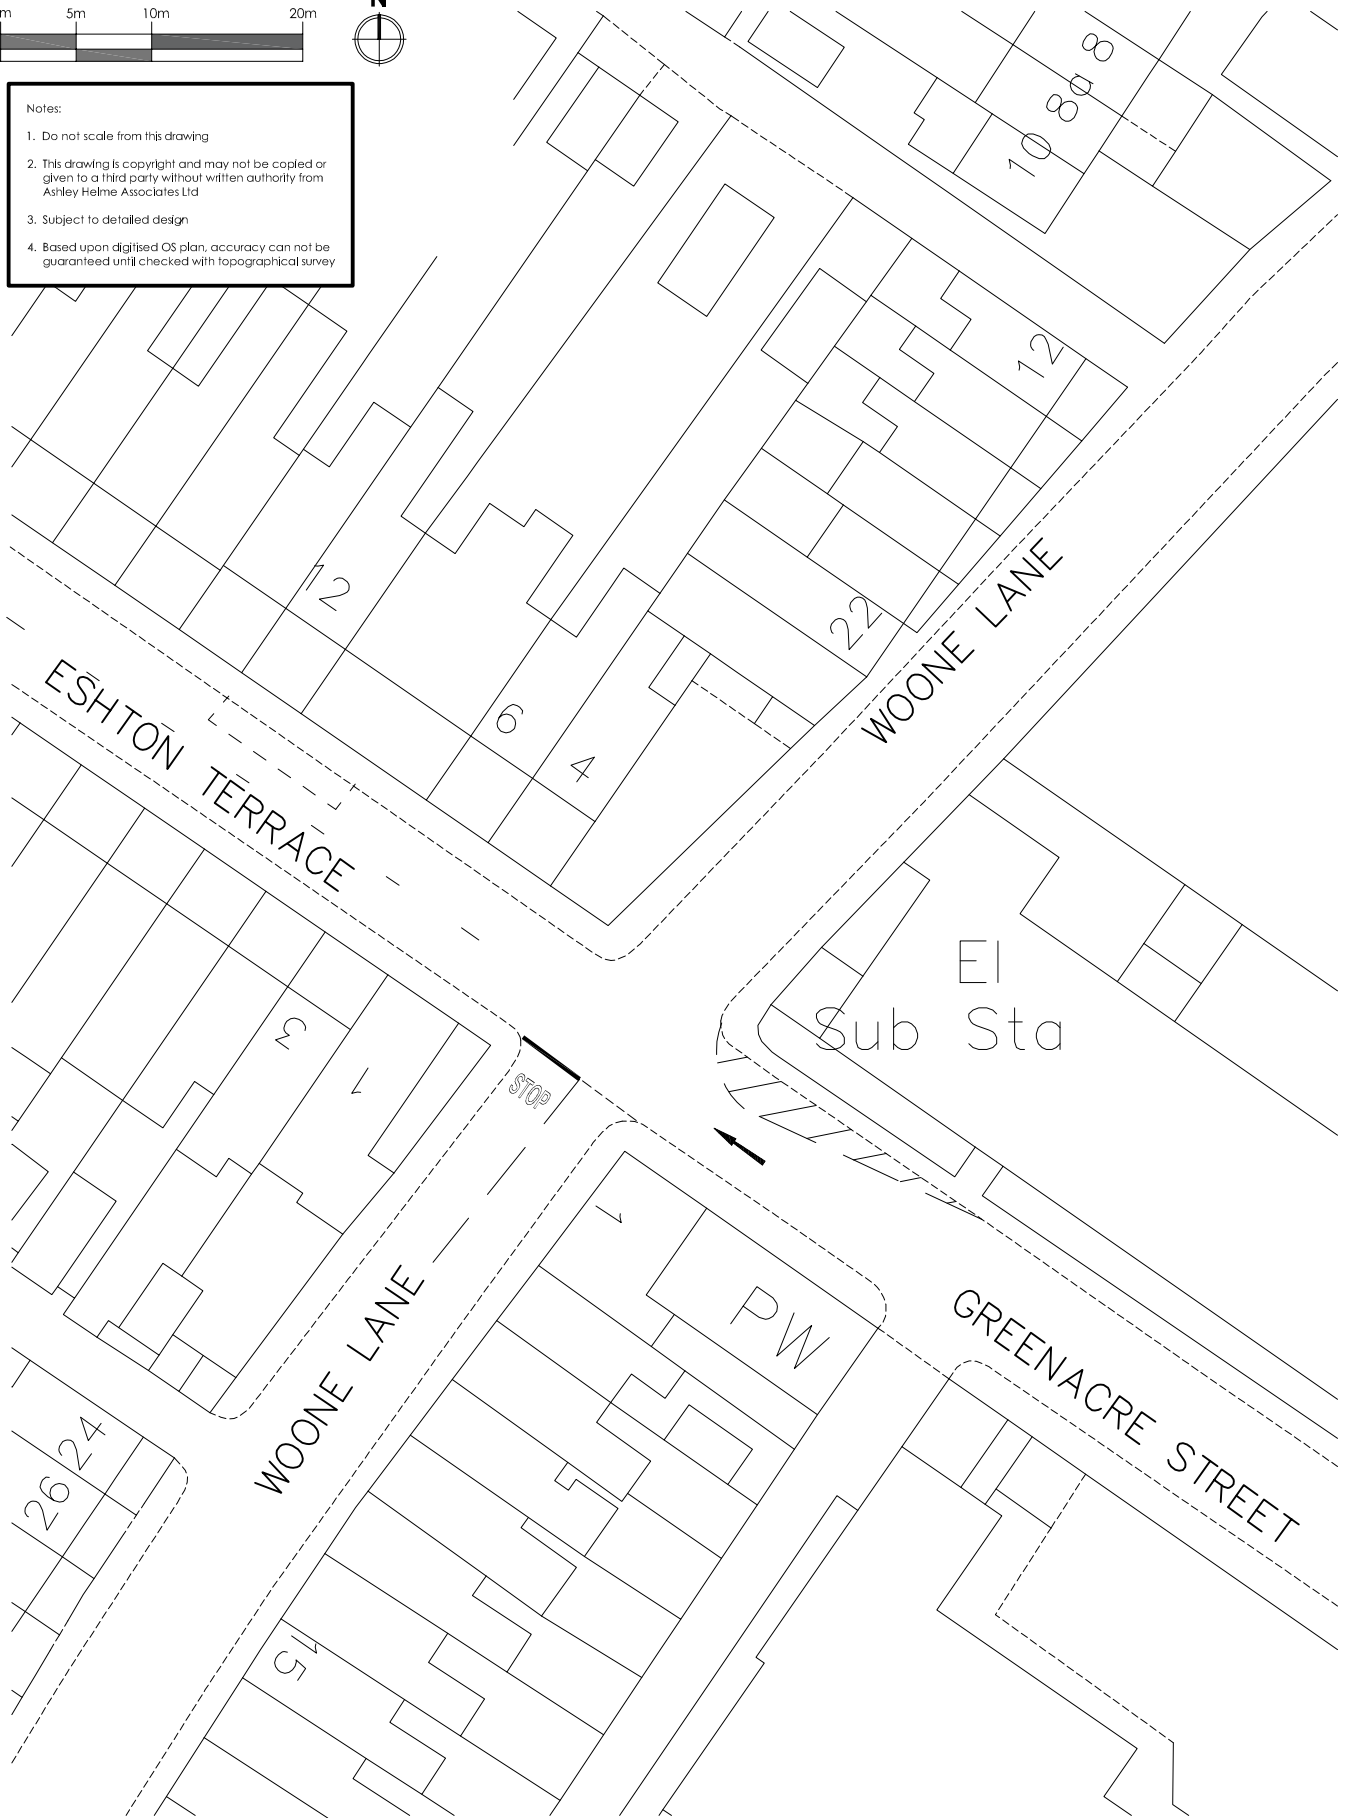 m 5m 10m 20m
N
Notes:
1. Do not scale from this drawing
2. This drawing is copyright and may not be copied or
given to a third party without written authority from
Ashley Helme Associates Ltd
3. Subject to detailed design
4. Based upon digitised OS plan, accuracy can not be
guaranteed until checked with topographical survey
8
8a
10
12
12
22
WOONE LANE
ESHTON TERRACE
6
4
El
Sub Sta
3
1
STOP
1
PW
WOONE LANE
GREENACRE STREET
24
26
15